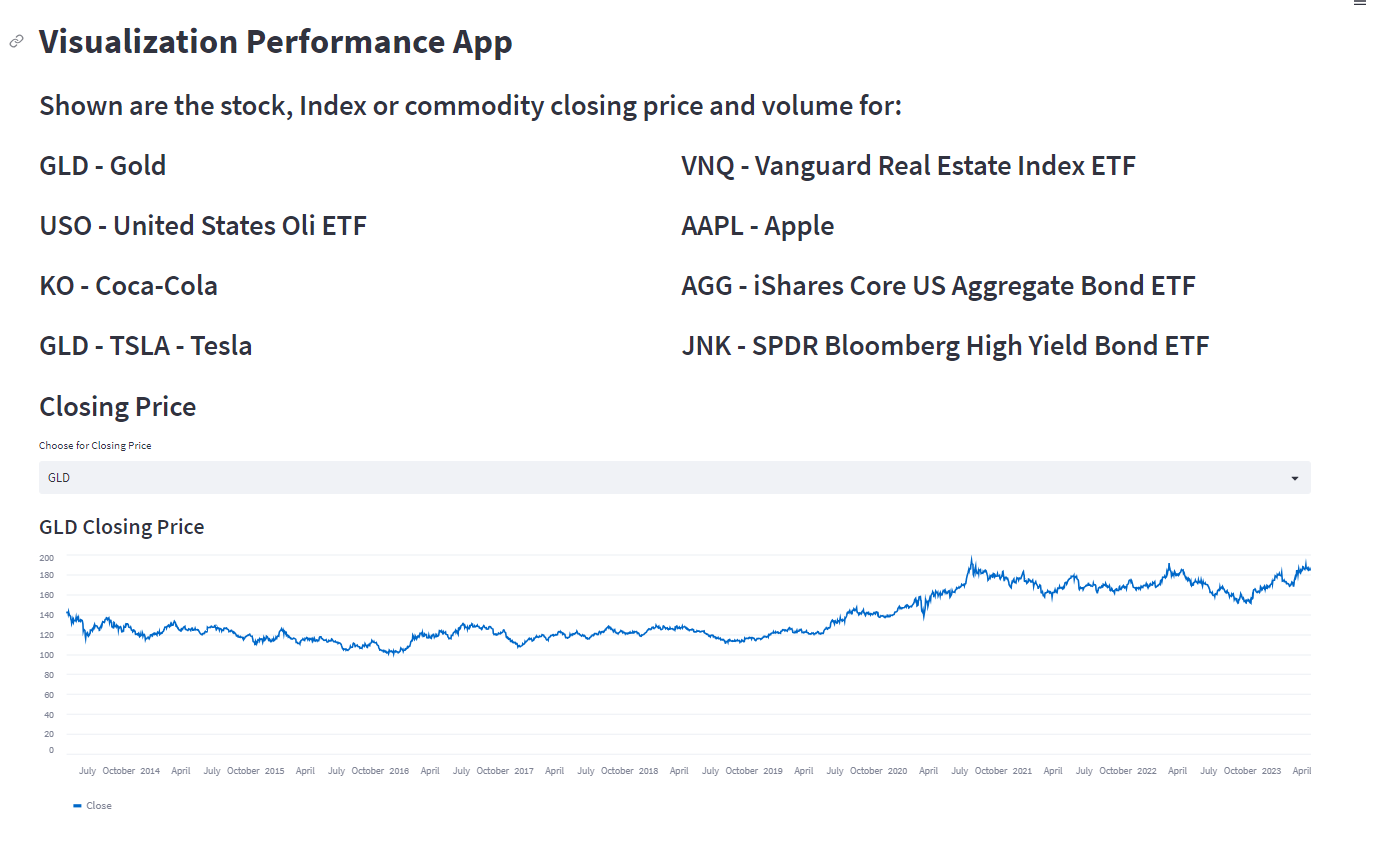 Visualization Performance App
Shown are the stock, Index or commodity closing price and volume for:
GLD - Gold
VNQ - Vanguard Real Estate Index ETF
USO - United States Oli ETF
AAPL - Apple
KO - Coca-Cola
AGG - iShares Core US Aggregate Bond ETF
GLD - TSLA - Tesla
JNK - SPDR Bloomberg High Yield Bond ETF
Closing Price
Choose for Closing Price
GLD
GLD Closing Price
200
180
160
140
120
100
80
60
40
20
0
July October 2014 April July October 2015 April July October 2016 April July October 2017 April July October 2018 April July October 2019 April July October 2020 April July October 2021 April July October 2022 April July October 2023 April
Close